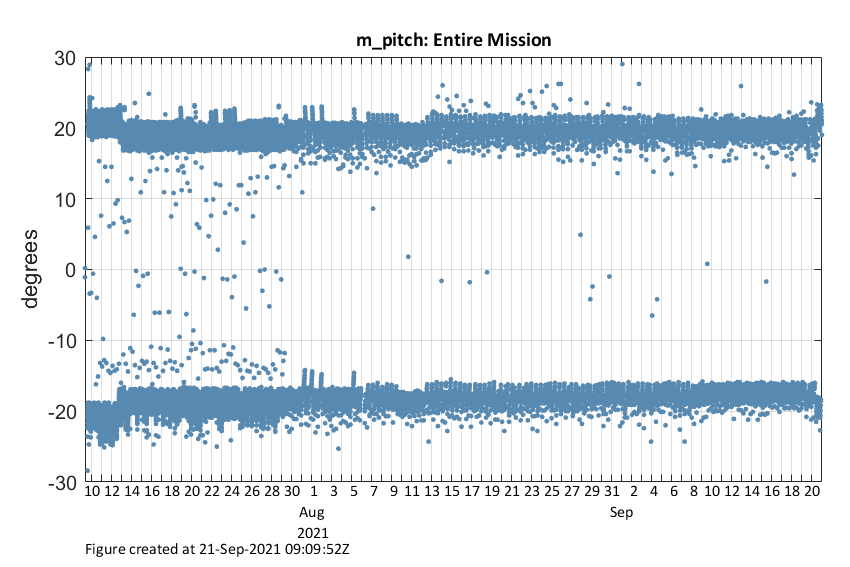 m_pitch: Entire Mission
degrees
30
20
10
0
-10
-20
-30
10 12 14 16 18 20 22 24 26 28 30 1 3 5 7 9 11 13 15 17 19 21 23 25 27 29 31 2 4 6 8 10 12 14 16 18 20
Aug Sep
2021
Figure created at 21-Sep-2021 09:09:52Z